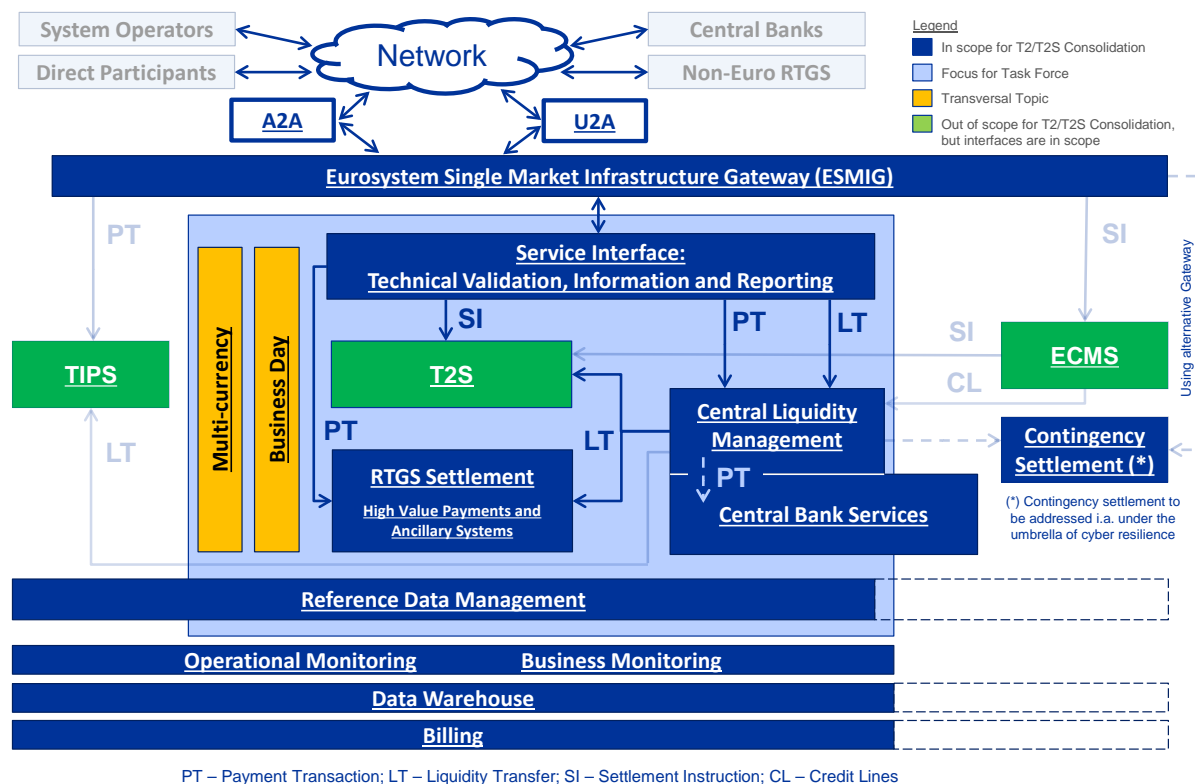 System Operators
Direct Participants
Network
Central Banks
Non-Euro RTGS
Legend
In scope for T2/T2S Consolidation
Focus for Task Force
Transversal Topic
Out of scope for T2/T2S Consolidation,
but interfaces are in scope
A2A
U2A
Eurosystem Single Market Infrastructure Gateway (ESMIG)
PT
SI
Service Interface:
Technical Validation, Information and Reporting
Using alternative Gateway
Multi-currency
Business Day
SI
PT
LT
SI
TIPS
T2S
ECMS
CL
PT
LT
LT
Central Liquidity
Management
Contingency
Settlement (*)
RTGS Settlement
High Value Payments and
Ancillary Systems
PT
Central Bank Services
(*) Contingency settlement to
be addressed i.a. under the
umbrella of cyber resilience
Reference Data Management
Operational Monitoring
Business Monitoring
Data Warehouse
Billing
PT – Payment Transaction; LT – Liquidity Transfer; SI – Settlement Instruction; CL – Credit Lines